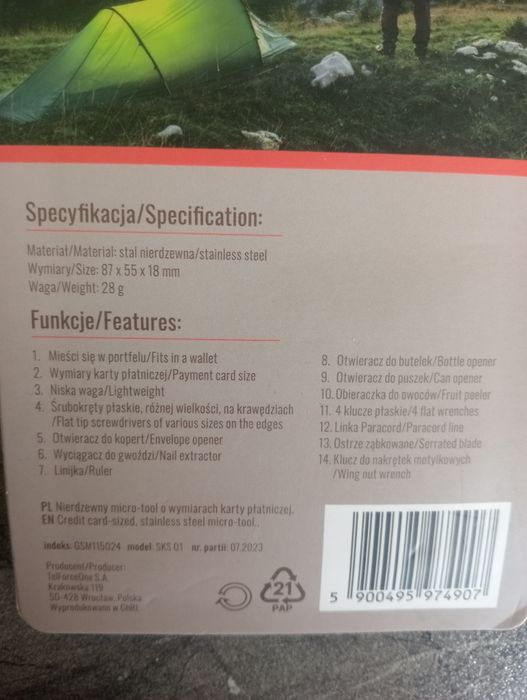 Specyfikacja/Specification:
Materiał/Material: stal nierdzewna/stainless steel
Wymiary/Size: 87 x 55 x 18 mm
Waga/Weight: 28 g
Funkcje/Features:
1. Mieści się w portfelu/Fits in a wallet
2. Wymiary karty płatniczej/Payment card size
3. Niska waga/Lightweight
4. Śrubokręty płaskie, różnej wielkości, na krawędziach
/Flat tip screwdrivers of various sizes on the edges
5. Otwieracz do kopert/Envelope opener
6. Wyciągacz do gwoździ/Nail extractor
7. Linijka/Ruler
8. Otwieracz do butelek/Bottle opener
9. Otwieracz do puszek/Can opener
10. Obieraczka do owoców/Fruit peeler
11. 4 klucze płaskie/4 flat wrenches
12. Linka Paracord/Paracord line
13. Ostrze ząbkowane/Serrated blade
14. Klucz do nakrętek motylkowych
/Wing nut wrench
PL Nierdzewny micro-tool o wymiarach karty płatniczej.
EN Credit card-sized, stainless steel micro-tool..
indeks: GSM115024 model: SKS 01 nr. partii: 07.2023
Producent/Producer:
TelForceOne S.A.
Krakowska 119
50-428 Wrocław, Polska
Wyprodukowano w ChRL
21
PAP
5 900495 974907